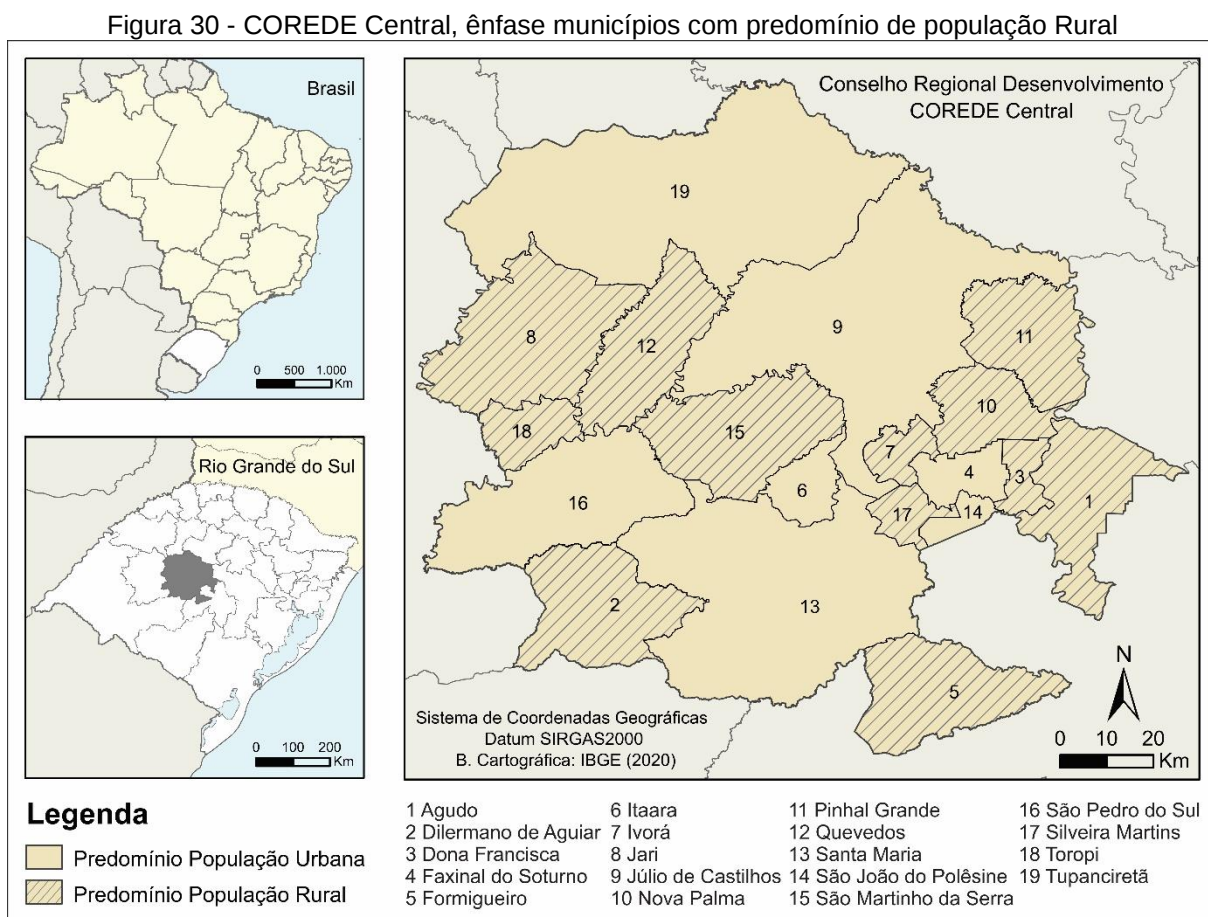 Figura 30 - COREDE Central, ênfase municípios com predomínio de população Rural
Brasil
0 500 1.000
Km
Rio Grande do Sul
0 100 200
Km
Conselho Regional Desenvolvimento
COREDE Central
19
8
12
9
11
10
18
15
7
4
3
1
16
6
17
14
2
13
5
N
Sistema de Coordenadas Geográficas
Datum SIRGAS2000
B. Cartográfica: IBGE (2020)
0 10 20
Km
Legenda
Predomínio População Urbana
Predomínio População Rural
1 Agudo
2 Dilermano de Aguiar
3 Dona Francisca
4 Faxinal do Soturno
5 Formigueiro
6 Itaara
7 Ivorá
8 Jari
9 Júlio de Castilhos
10 Nova Palma
11 Pinhal Grande
12 Quevedos
13 Santa Maria
14 São João do Polêsine
15 São Martinho da Serra
16 São Pedro do Sul
17 Silveira Martins
18 Toropi
19 Tupanciretã